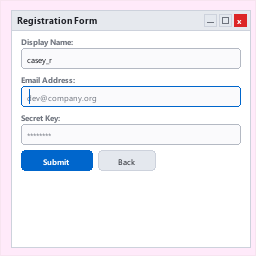 Registration Form
Display Name:
casey_r
Email Address:
dev@company.org
Secret Key:
********
Submit
Back